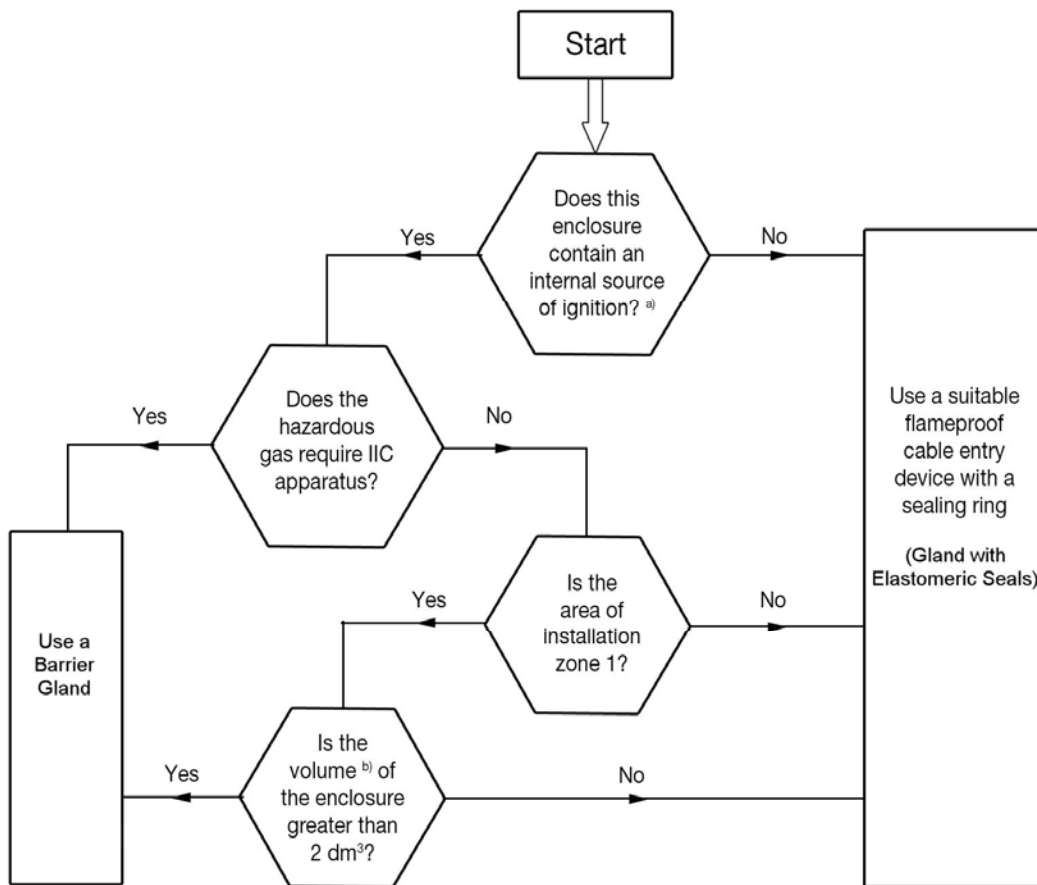 Start
Does this
enclosure
contain an
internal source
of ignition? a)
Yes
No
Does the
hazardous
gas require IIC
apparatus?
Yes
No
Use a suitable
flameproof
cable entry
device with a
sealing ring
(Gland with
Elastomeric Seals)
Is the
area of
installation
zone 1?
Yes
No
Use a
Barrier
Gland
Is the
volume b) of
the enclosure
greater than
2 dm³?
Yes
No